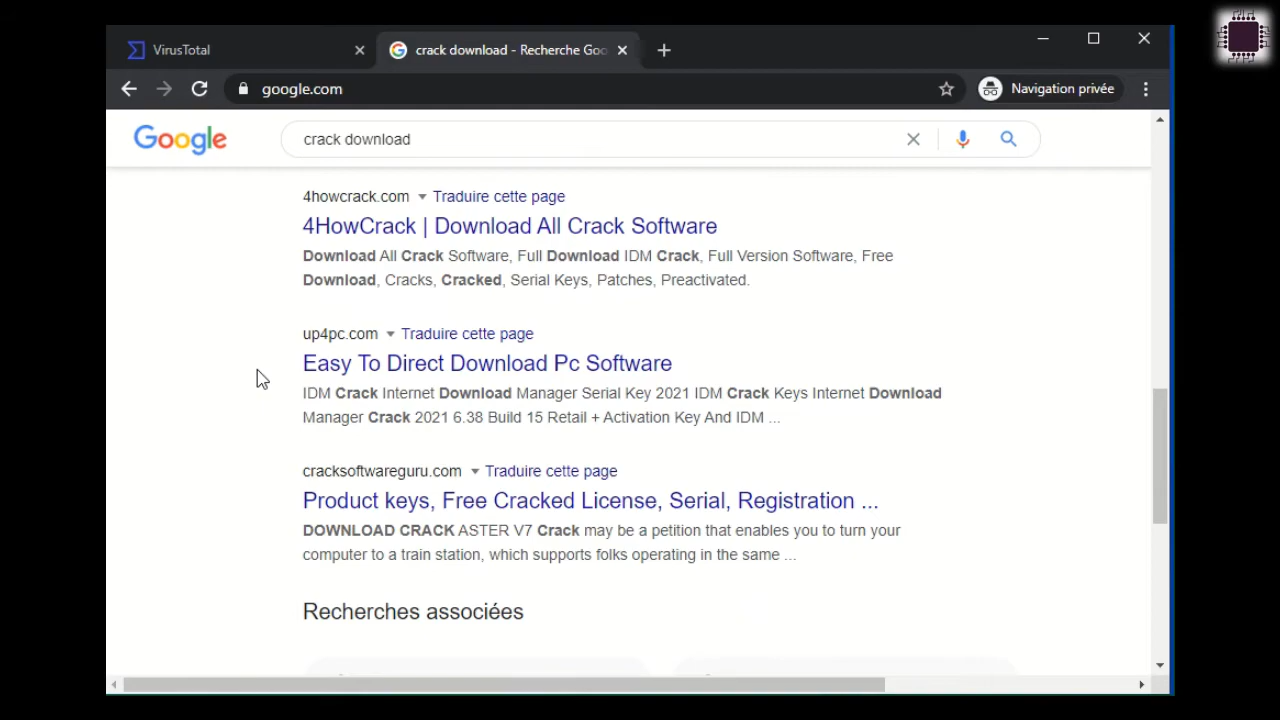 VirusTotal
crack download - Recherche Goo
google.com
Navigation privée
Google
crack download
4howcrack.com Traduire cette page
4HowCrack | Download All Crack Software
Download All Crack Software, Full Download IDM Crack, Full Version Software, Free
Download, Cracks, Cracked, Serial Keys, Patches, Preactivated.
up4pc.com Traduire cette page
Easy To Direct Download Pc Software
IDM Crack Internet Download Manager Serial Key 2021 IDM Crack Keys Internet Download
Manager Crack 2021 6.38 Build 15 Retail + Activation Key And IDM ...
cracksoftwareguru.com Traduire cette page
Product keys, Free Cracked License, Serial, Registration ...
DOWNLOAD CRACK ASTER V7 Crack may be a petition that enables you to turn your
computer to a train station, which supports folks operating in the same ...
Recherches associées